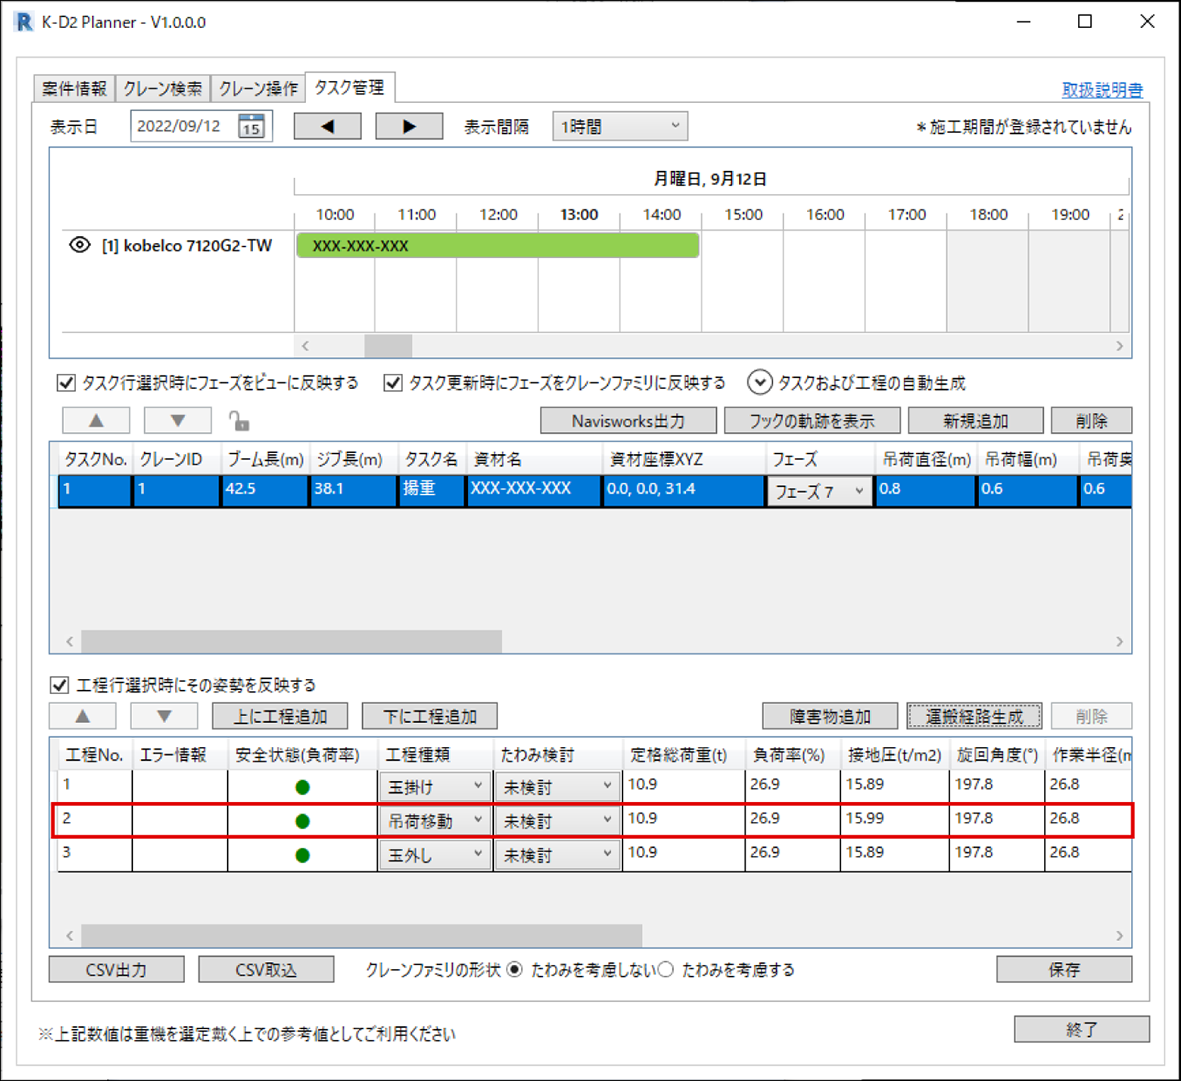 K-D2 Planner - V1.0.0.0
案件情報 クレーン検索 クレーン操作 タスク管理 取扱説明書
表示日 2022/09/12 15 ◀ ▶ 表示間隔 1時間 *施工期間が登録されていません
月曜日, 9月12日
10:00 11:00 12:00 13:00 14:00 15:00 16:00 17:00 18:00 19:00 2
[1] kobelco 7120G2-TW XXX-XXX-XXX
タスク行選択時にフェーズをビューに反映する タスク更新時にフェーズをクレーンファミリに反映する タスクおよび工程の自動生成
▲ ▼ Navisworks出力 フックの軌跡を表示 新規追加 削除
タスクNo. クレーンID ブーム長(m) ジブ長(m) タスク名 資材名 資材座標XYZ フェーズ 吊荷直径(m) 吊荷幅(m) 吊荷奥
1 1 42.5 38.1 揚重 XXX-XXX-XXX 0.0, 0.0, 31.4 フェーズ 7 0.8 0.6 0.6
工程行選択時にその姿勢を反映する
▲ ▼ 上に工程追加 下に工程追加 障害物追加 運搬経路生成 削除
工程No. エラー情報 安全状態(負荷率) 工程種類 たわみ検討 定格総荷重(t) 負荷率(%) 接地圧(t/m2) 旋回角度(°) 作業半径(m
1 玉掛け 未検討 10.9 26.9 15.89 197.8 26.8
2 吊荷移動 未検討 10.9 26.9 15.99 197.8 26.8
3 玉外し 未検討 10.9 26.9 15.89 197.8 26.8
CSV出力 CSV取込 クレーンファミリの形状 たわみを考慮しない たわみを考慮する 保存
※上記数値は重機を選定戴く上での参考値としてご利用ください 終了